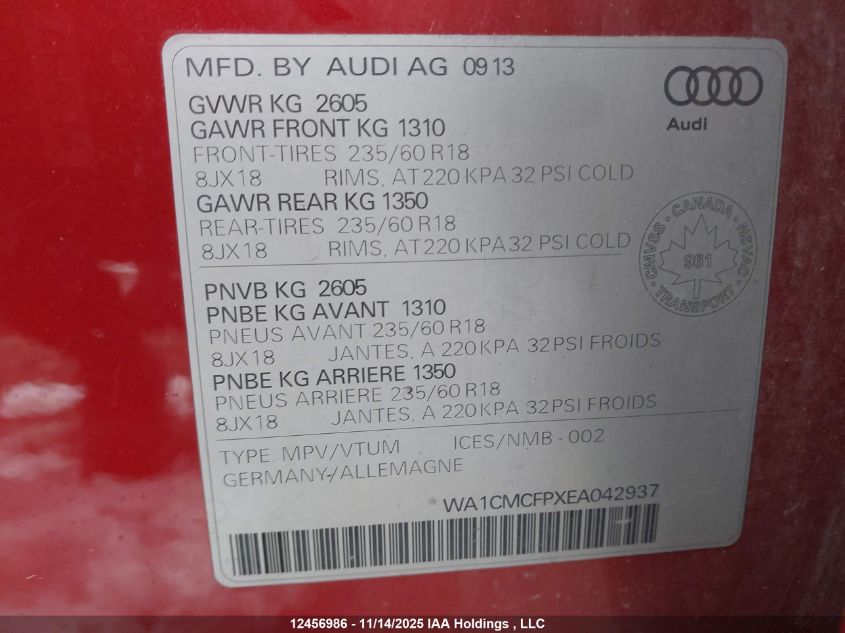 MFD. BY AUDI AG 09 13
Audi
GVWR KG 2605
GAWR FRONT KG 1310
FRONT-TIRES 235/60 R18
8JX18 RIMS, AT 220 KPA 32 PSI COLD
GAWR REAR KG 1350
REAR-TIRES 235/60 R18
8JX18 RIMS, AT 220 KPA 32 PSI COLD
CMVSS - CANADA - NSVAC
961
TRANSPORT
PNVB KG 2605
PNBE KG AVANT 1310
PNEUS AVANT 235/60 R18
8JX18 JANTES, A 220 KPA 32 PSI FROIDS
PNBE KG ARRIERE 1350
PNEUS ARRIERE 235/60 R18
8JX18 JANTES, A 220 KPA 32 PSI FROIDS
TYPE: MPV/VTUM ICES/NMB - 002
GERMANY/ALLEMAGNE
WA1CMCFPXEA042937
12456986 - 11/14/2025 IAA Holdings , LLC